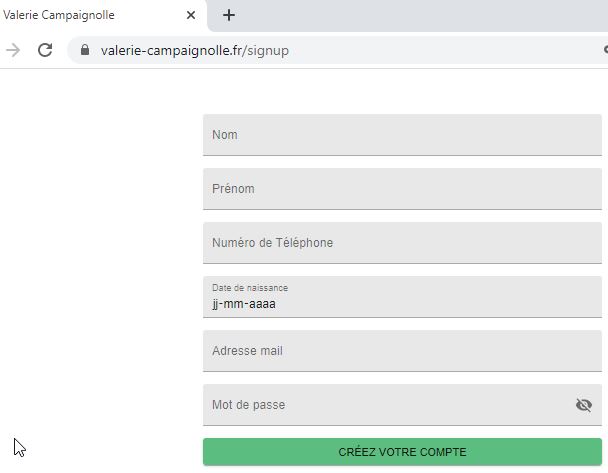 Valerie Campaignolle
valerie-campaignolle.fr/signup
Nom
Prénom
Numéro de Téléphone
Date de naissance
jj-mm-aaaa
Adresse mail
Mot de passe
CRÉEZ VOTRE COMPTE